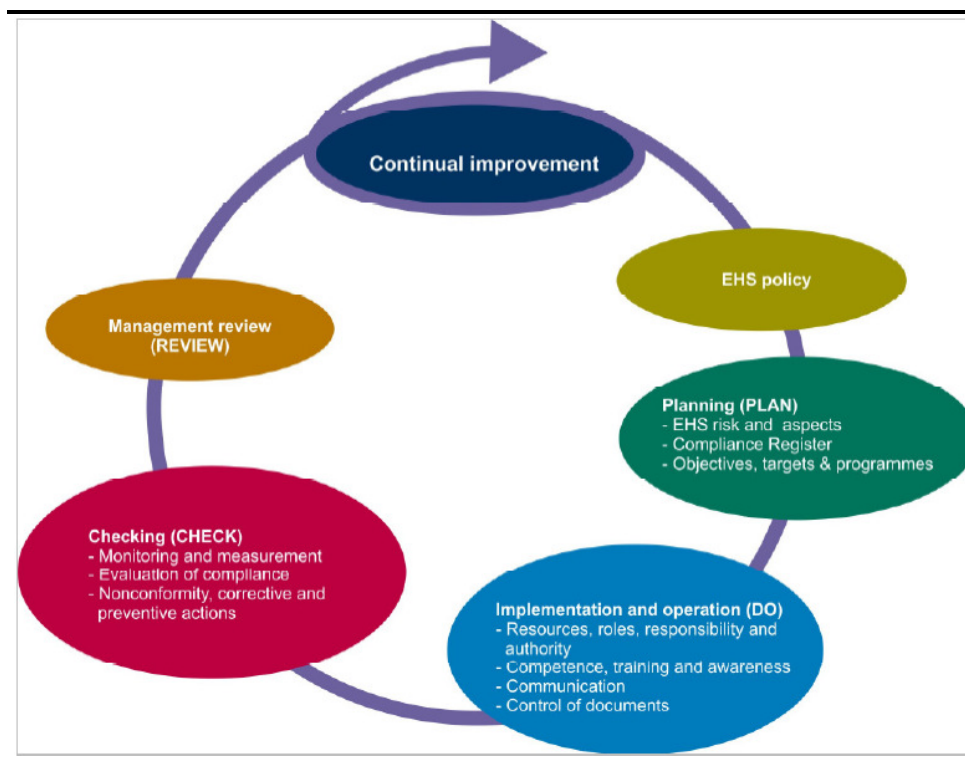 Continual improvement
EHS policy
Planning (PLAN)
- EHS risk and aspects
- Compliance Register
- Objectives, targets & programmes
Implementation and operation (DO)
- Resources, roles, responsibility and
authority
- Competence, training and awareness
- Communication
- Control of documents
Checking (CHECK)
- Monitoring and measurement
- Evaluation of compliance
- Nonconformity, corrective and
preventive actions
Management review
(REVIEW)